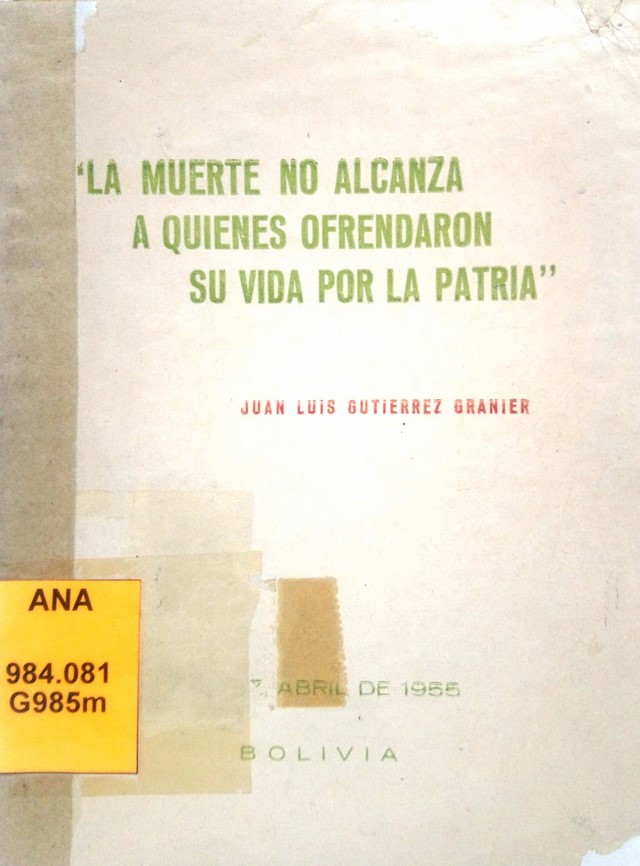 "LA MUERTE NO ALCANZA
A QUIENES OFRENDARON
SU VIDA POR LA PATRIA"
JUAN LUIS GUTIERREZ GRANIER
ANA
984.081
G985m
ABRIL DE 1955
BOLIVIA